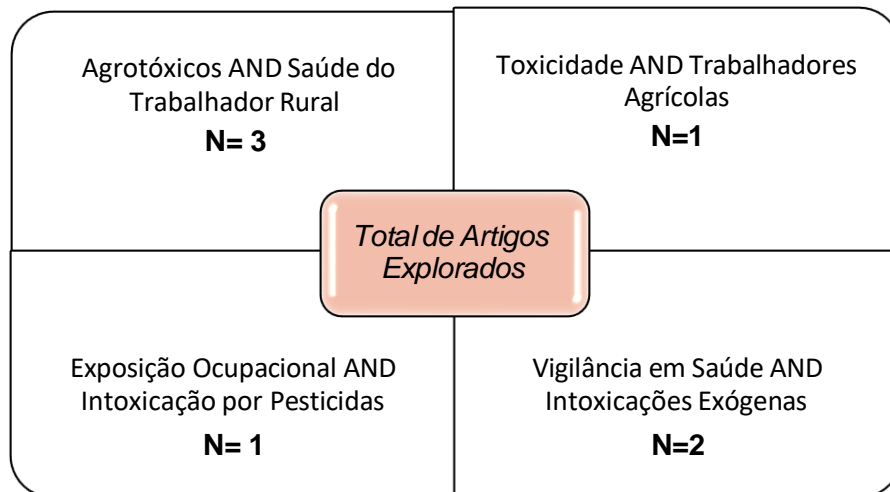 Agrotóxicos AND Saúde do
Trabalhador Rural
N= 3
Toxicidade AND Trabalhadores
Agrícolas
N=1
Total de Artigos
Explorados
Exposição Ocupacional AND
Intoxicação por Pesticidas
N= 1
Vigilância em Saúde AND
Intoxicações Exógenas
N=2